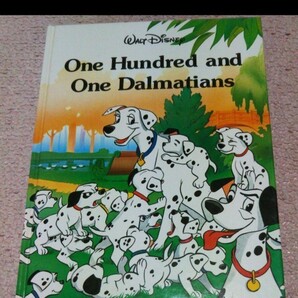 WALT DISNEY
One Hundred and
One Dalmatians